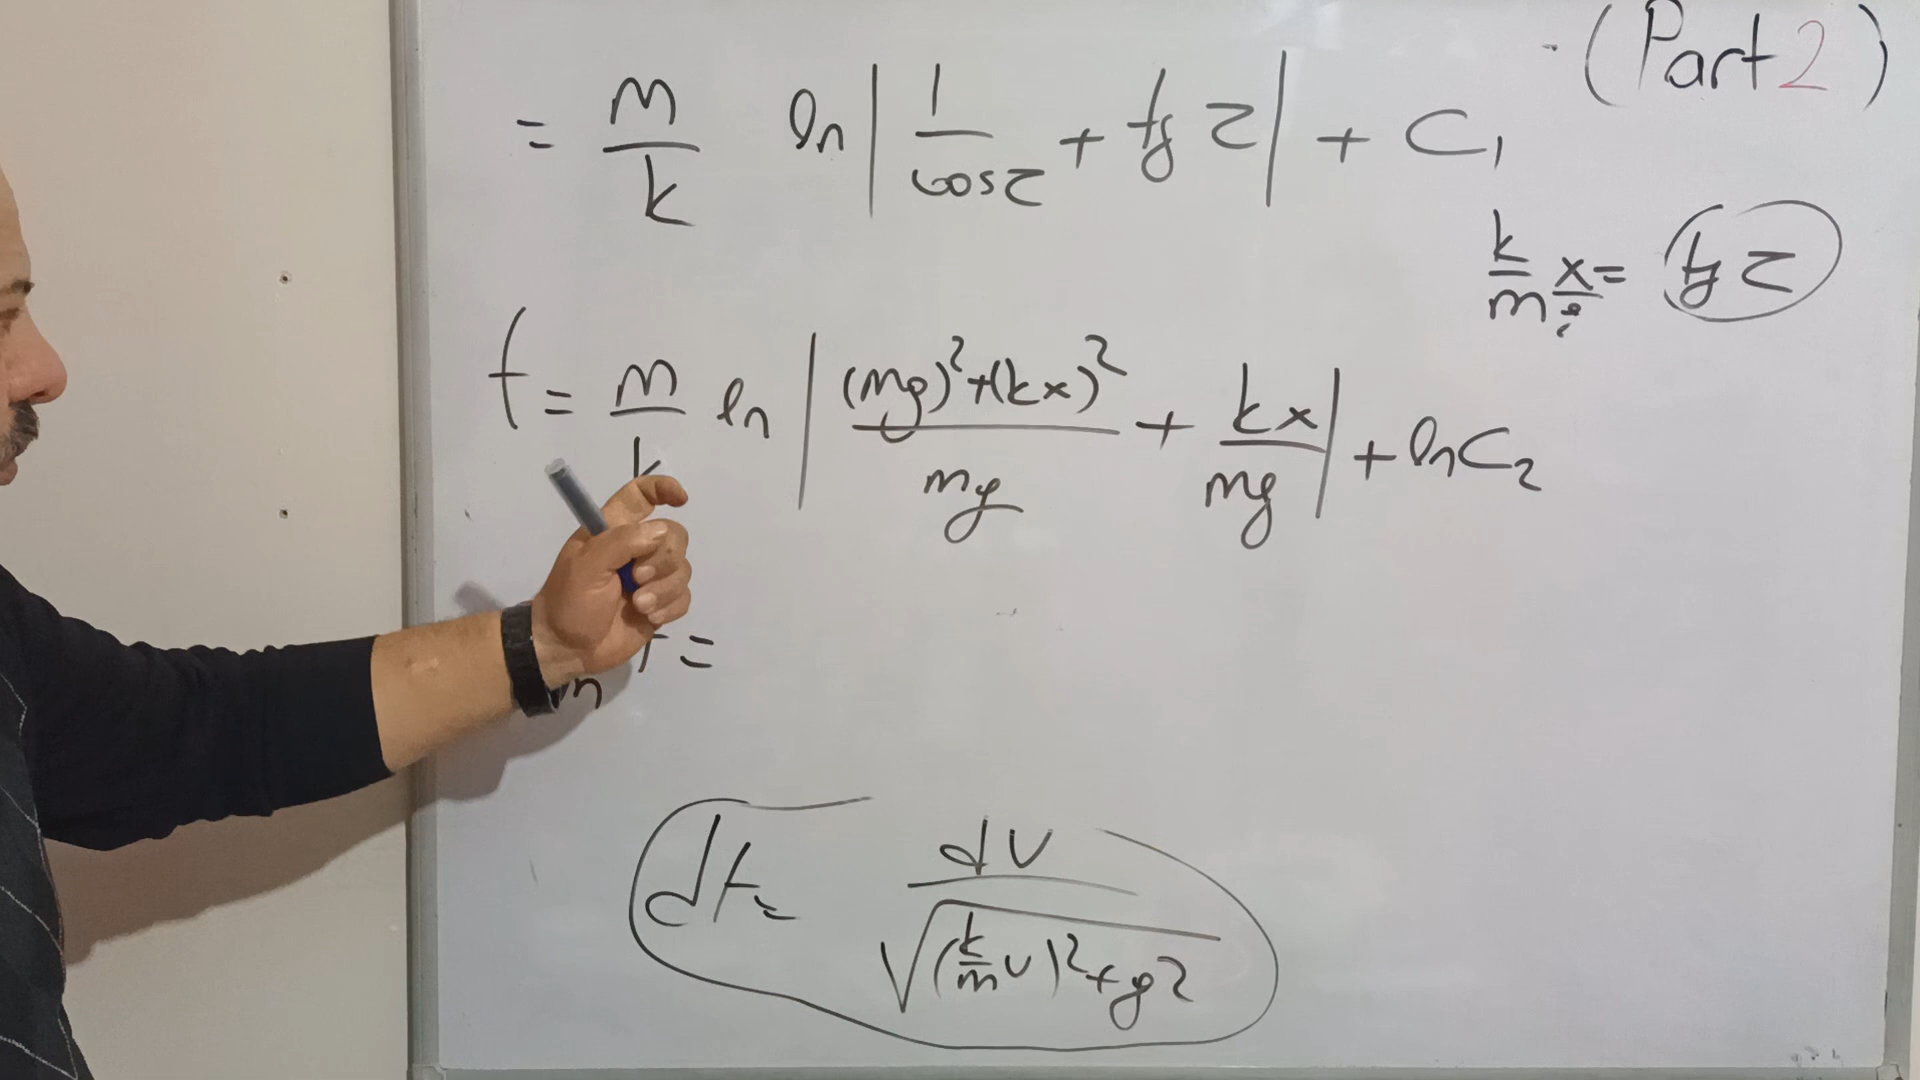 (Part 2)
= m/k ln |1/cos z + tg z| + C₁
k/m x/g = tg z
t = m/k ln |(mg)²+(kx)²/mg + kx/mg| + ln C₂
t =
m
dt = dv/√((k/m v)²+g²)